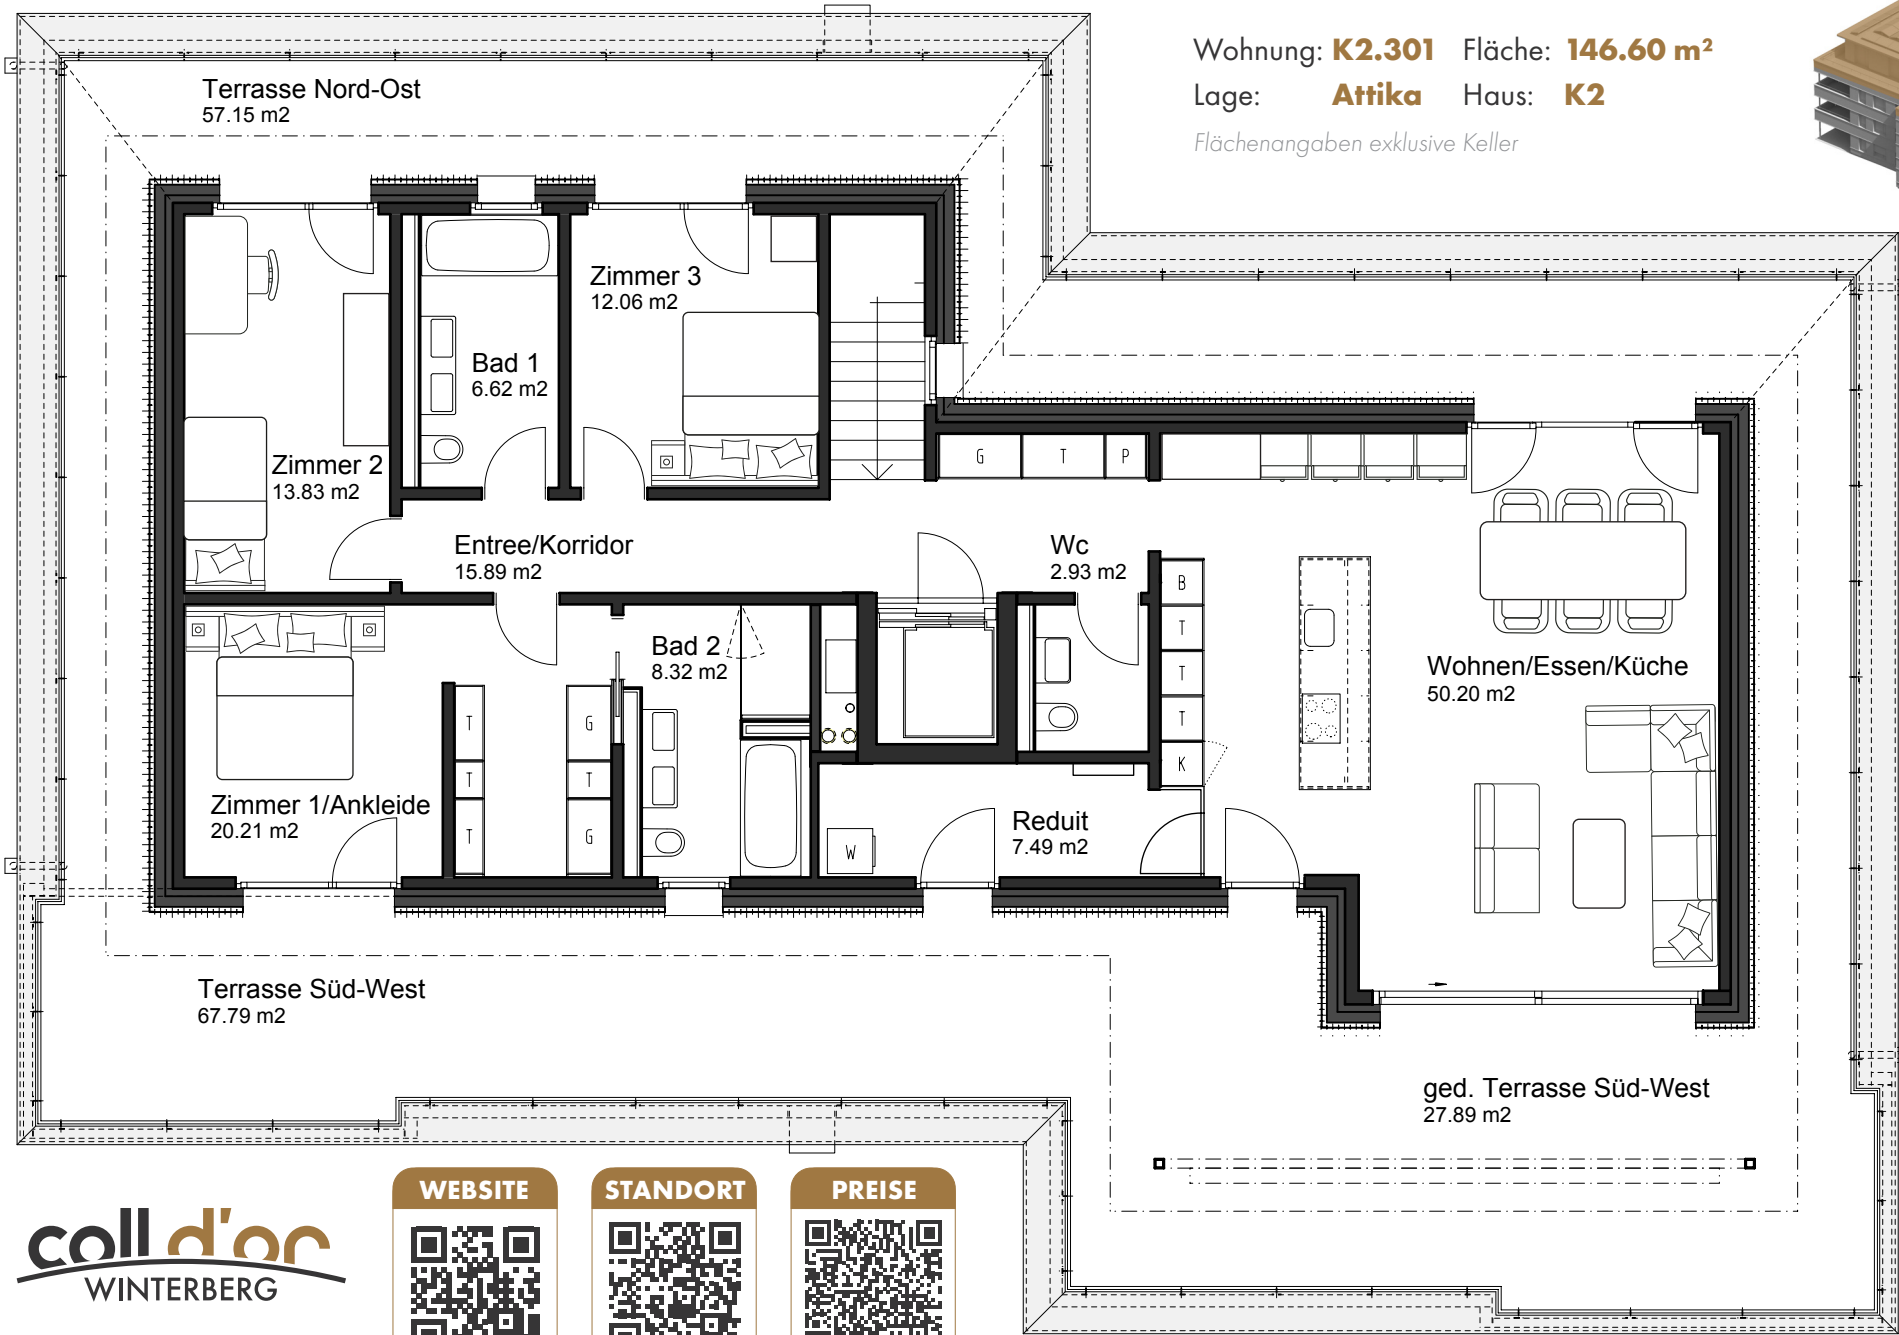 Wohnung: K2.301 Fläche: 146.60 m²
Lage: Attika Haus: K2
Flächenangaben exklusive Keller
Terrasse Nord-Ost
57.15 m2
Zimmer 3
12.06 m2
Bad 1
6.62 m2
Zimmer 2
13.83 m2
G T P
Entree/Korridor
15.89 m2
Wc
2.93 m2
B
T
T
T
K
Bad 2
8.32 m2
Wohnen/Essen/Küche
50.20 m2
T
T
T
G
T
G
Zimmer 1/Ankleide
20.21 m2
Reduit
7.49 m2
W
Terrasse Süd-West
67.79 m2
ged. Terrasse Süd-West
27.89 m2
coll d'or
WINTERBERG
WEBSITE
STANDORT
PREISE